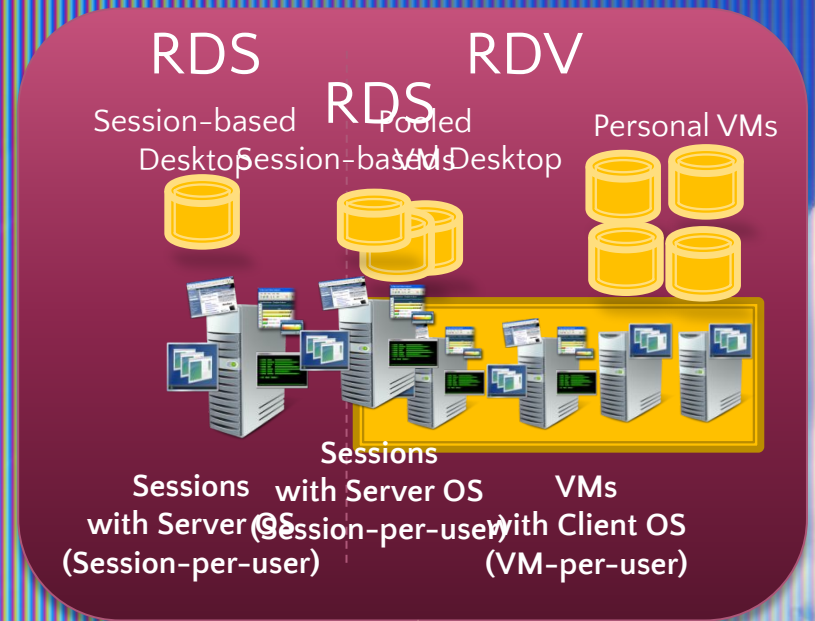 RDS
RDV
RDS
Session-based
Desktop
Pooled
VMs
Session-based Desktop
Personal VMs
Sessions
with Server OS
(Session-per-user)
Sessions
with Server OS
(Session-per-user)
VMs
with Client OS
(VM-per-user)